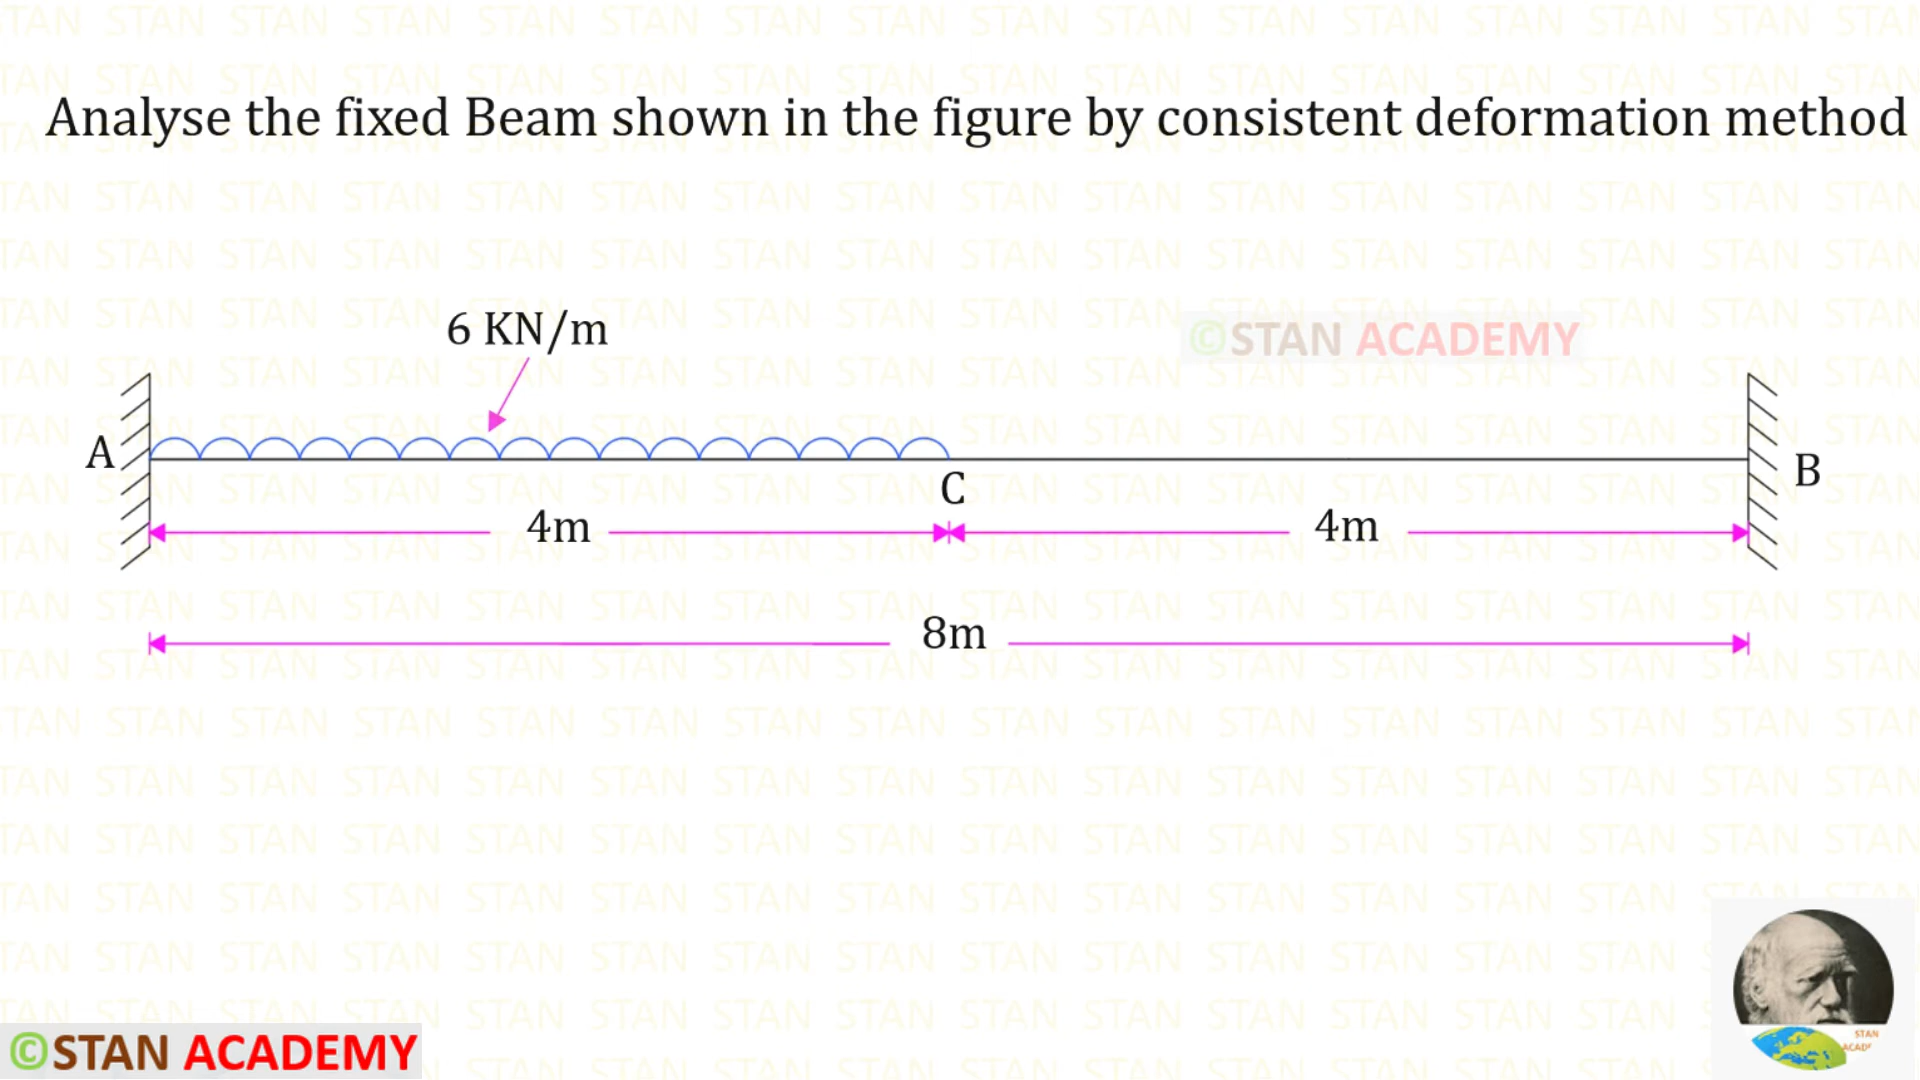 Analyse the fixed Beam shown in the figure by consistent deformation method
6 KN/m
©STAN ACADEMY
A
B
C
4m
4m
8m
©STAN ACADEMY
STAN